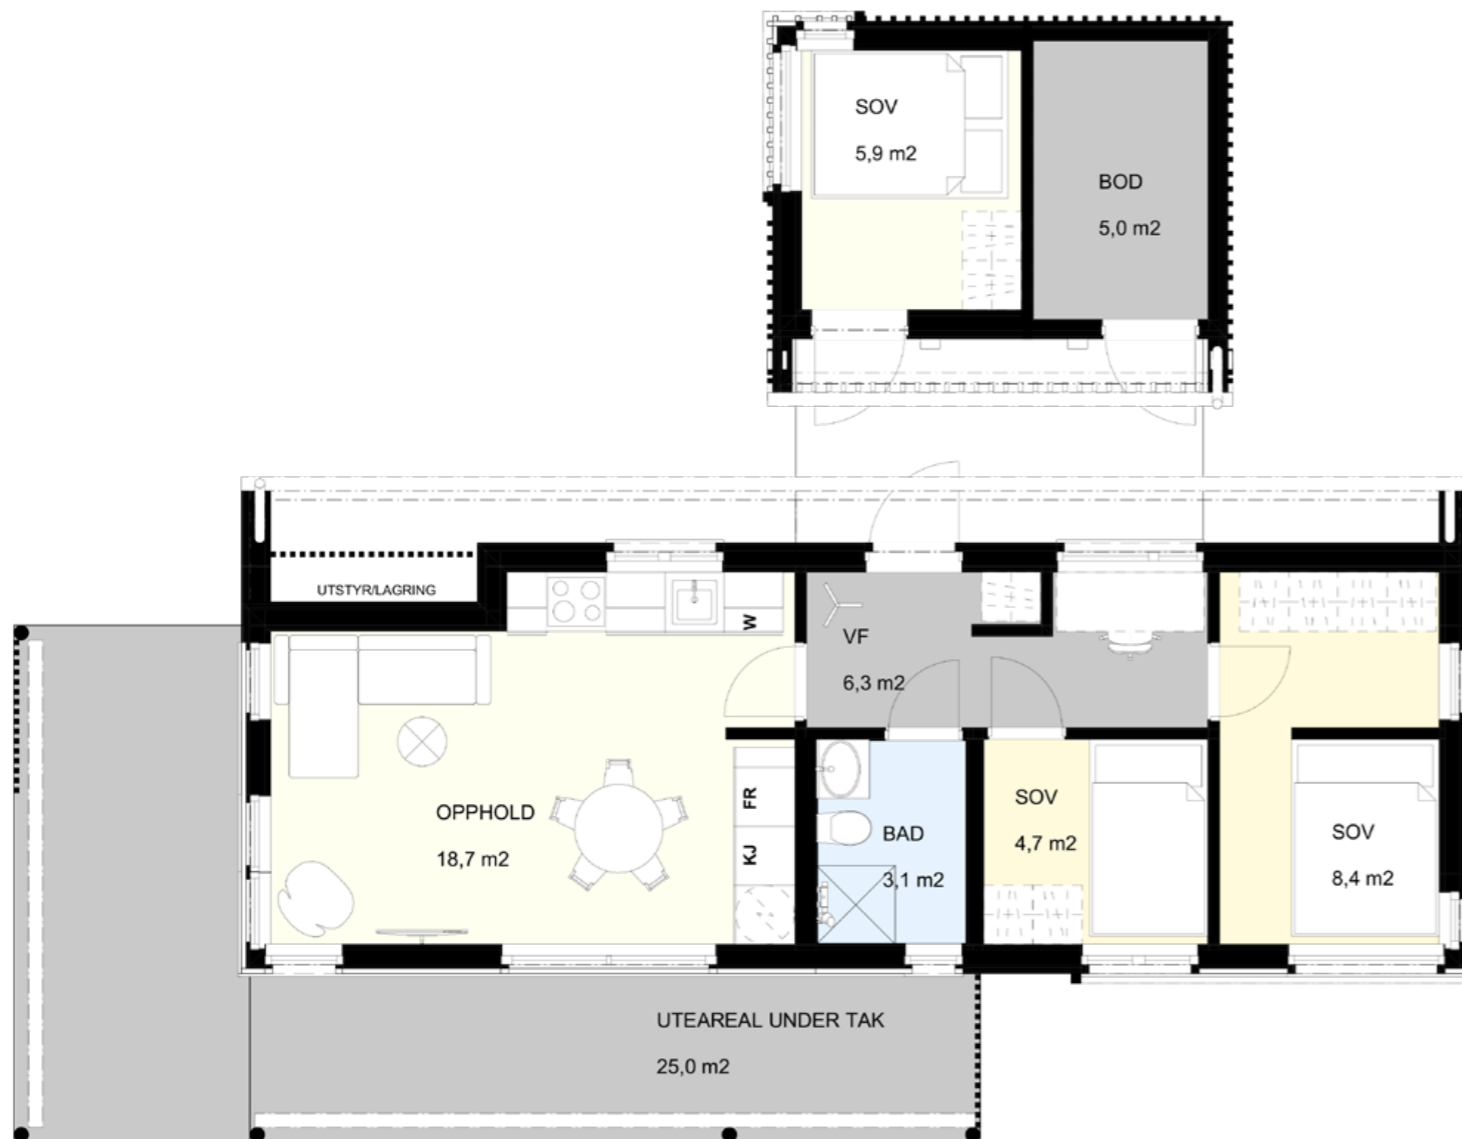 SOV
5,9 m2
BOD
5,0 m2
UTSTYR/LAGRING
W
VF
6,3 m2
OPPHOLD
18,7 m2
FR
KJ
BAD
3,1 m2
SOV
4,7 m2
SOV
8,4 m2
UTEAREAL UNDER TAK
25,0 m2